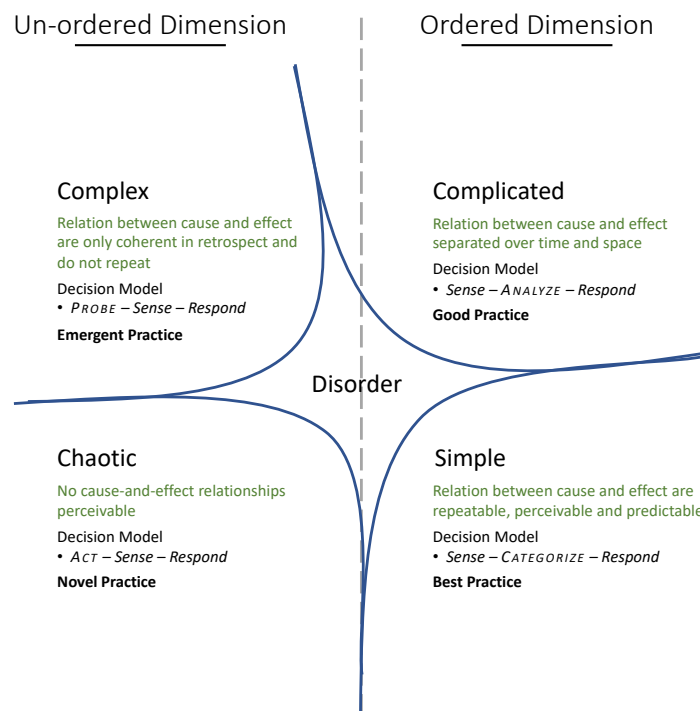 Un-ordered Dimension
Ordered Dimension
Complex
Relation between cause and effect
are only coherent in retrospect and
do not repeat
Decision Model
• PROBE – Sense – Respond
Emergent Practice
Complicated
Relation between cause and effect
separated over time and space
Decision Model
• Sense – ANALYZE – Respond
Good Practice
Disorder
Chaotic
No cause-and-effect relationships
perceivable
Decision Model
• ACT – Sense – Respond
Novel Practice
Simple
Relation between cause and effect are
repeatable, perceivable and predictable
Decision Model
• Sense – CATEGORIZE – Respond
Best Practice